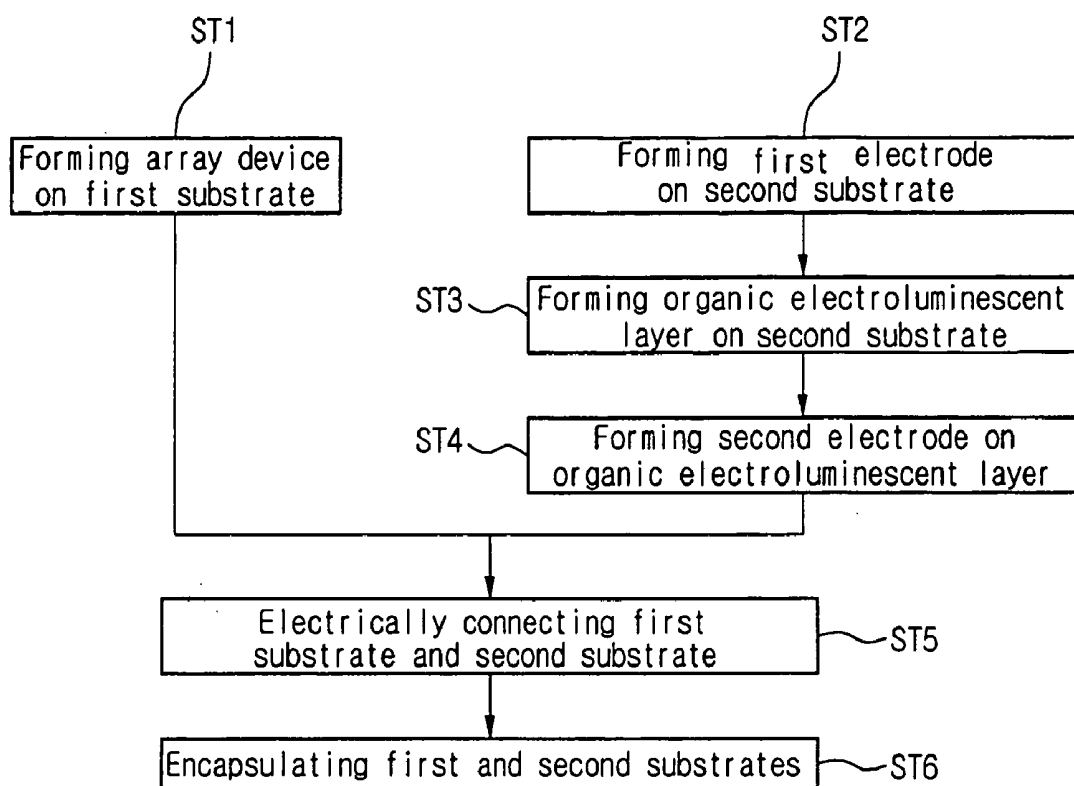 ST1
ST2
Forming array device
on first substrate
Forming first electrode
on second substrate
ST3
Forming organic electroluminescent
layer on second substrate
ST4
Forming second electrode on
organic electroluminescent layer
Electrically connecting first
substrate and second substrate
ST5
Encapsulating first and second substrates
ST6